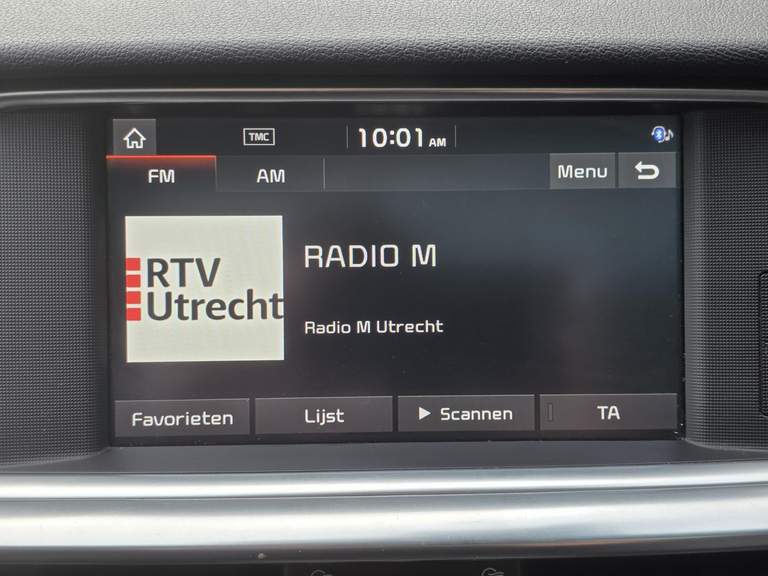 TMC
10:01 AM
FM
AM
Menu
RTV
Utrecht
RADIO M
Radio M Utrecht
Favorieten
Lijst
Scannen
TA